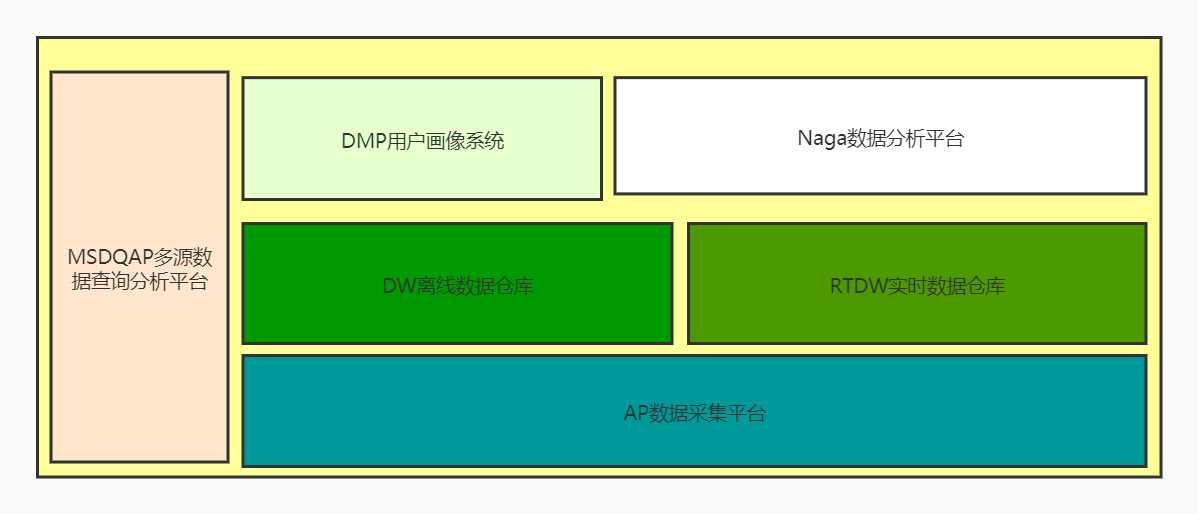 DMP用户画像系统
Naga数据分析平台
MSDQAP多源数
据查询分析平台
DW离线数据仓库
RTDW实时数据仓库
AP数据采集平台